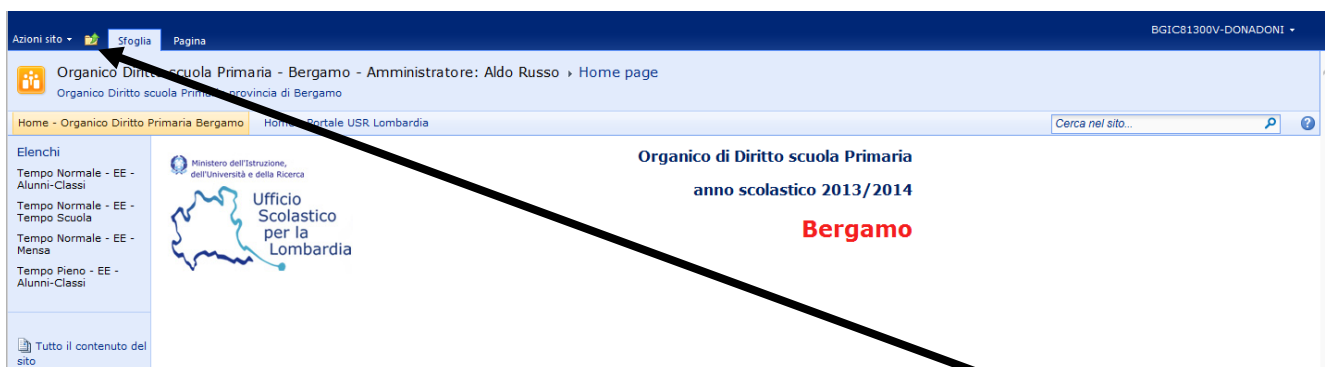 BGIC81300V-DONADONI
Azioni sito
Sfoglia
Pagina
Organico Diritto scuola Primaria - Bergamo - Amministratore: Aldo Russo › Home page
Organico Diritto scuola Primaria provincia di Bergamo
Home - Organico Diritto Primaria Bergamo
Home - Portale USR Lombardia
Cerca nel sito...
Elenchi
Tempo Normale - EE -
Alunni-Classi
Tempo Normale - EE -
Tempo Scuola
Tempo Normale - EE -
Mensa
Tempo Pieno - EE -
Alunni-Classi
Tutto il contenuto del
sito
Ministero dell'Istruzione,
dell'Università e della Ricerca
Ufficio
Scolastico
per la
Lombardia
Organico di Diritto scuola Primaria
anno scolastico 2013/2014
Bergamo